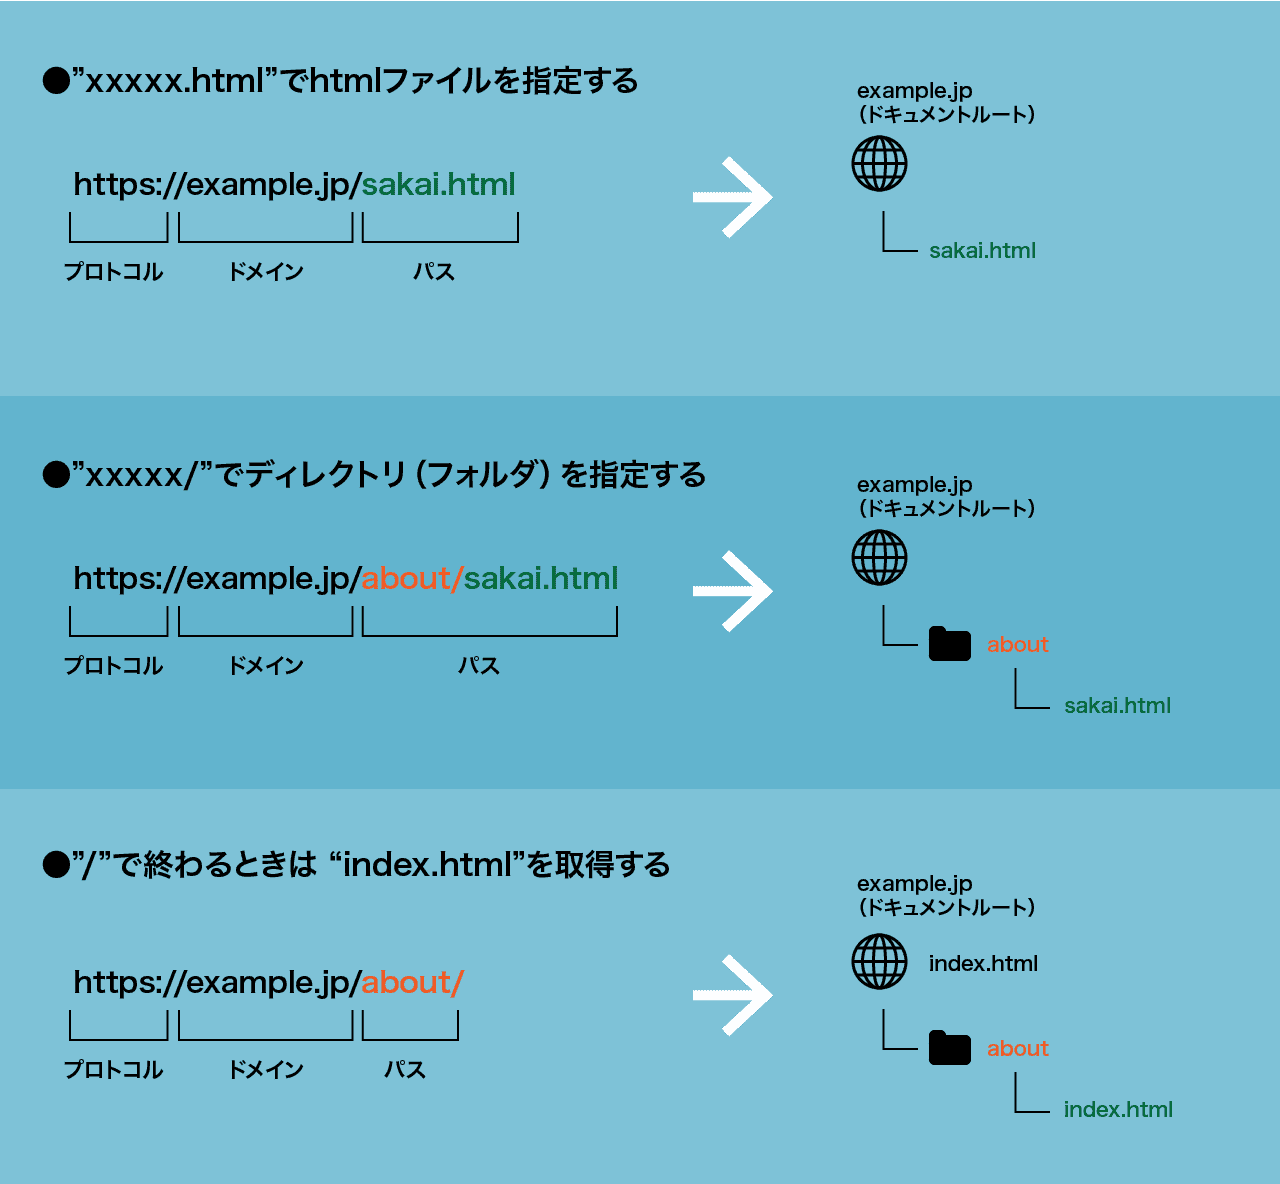 ●”xxxxx.html”でhtmlファイルを指定する
https://example.jp/sakai.html
プロトコル ドメイン パス
example.jp
（ドキュメントルート）
sakai.html
●”xxxxx/”でディレクトリ（フォルダ）を指定する
https://example.jp/about/sakai.html
プロトコル ドメイン パス
example.jp
（ドキュメントルート）
about
sakai.html
●”/”で終わるときは “index.html”を取得する
https://example.jp/about/
プロトコル ドメイン パス
example.jp
（ドキュメントルート）
index.html
about
index.html